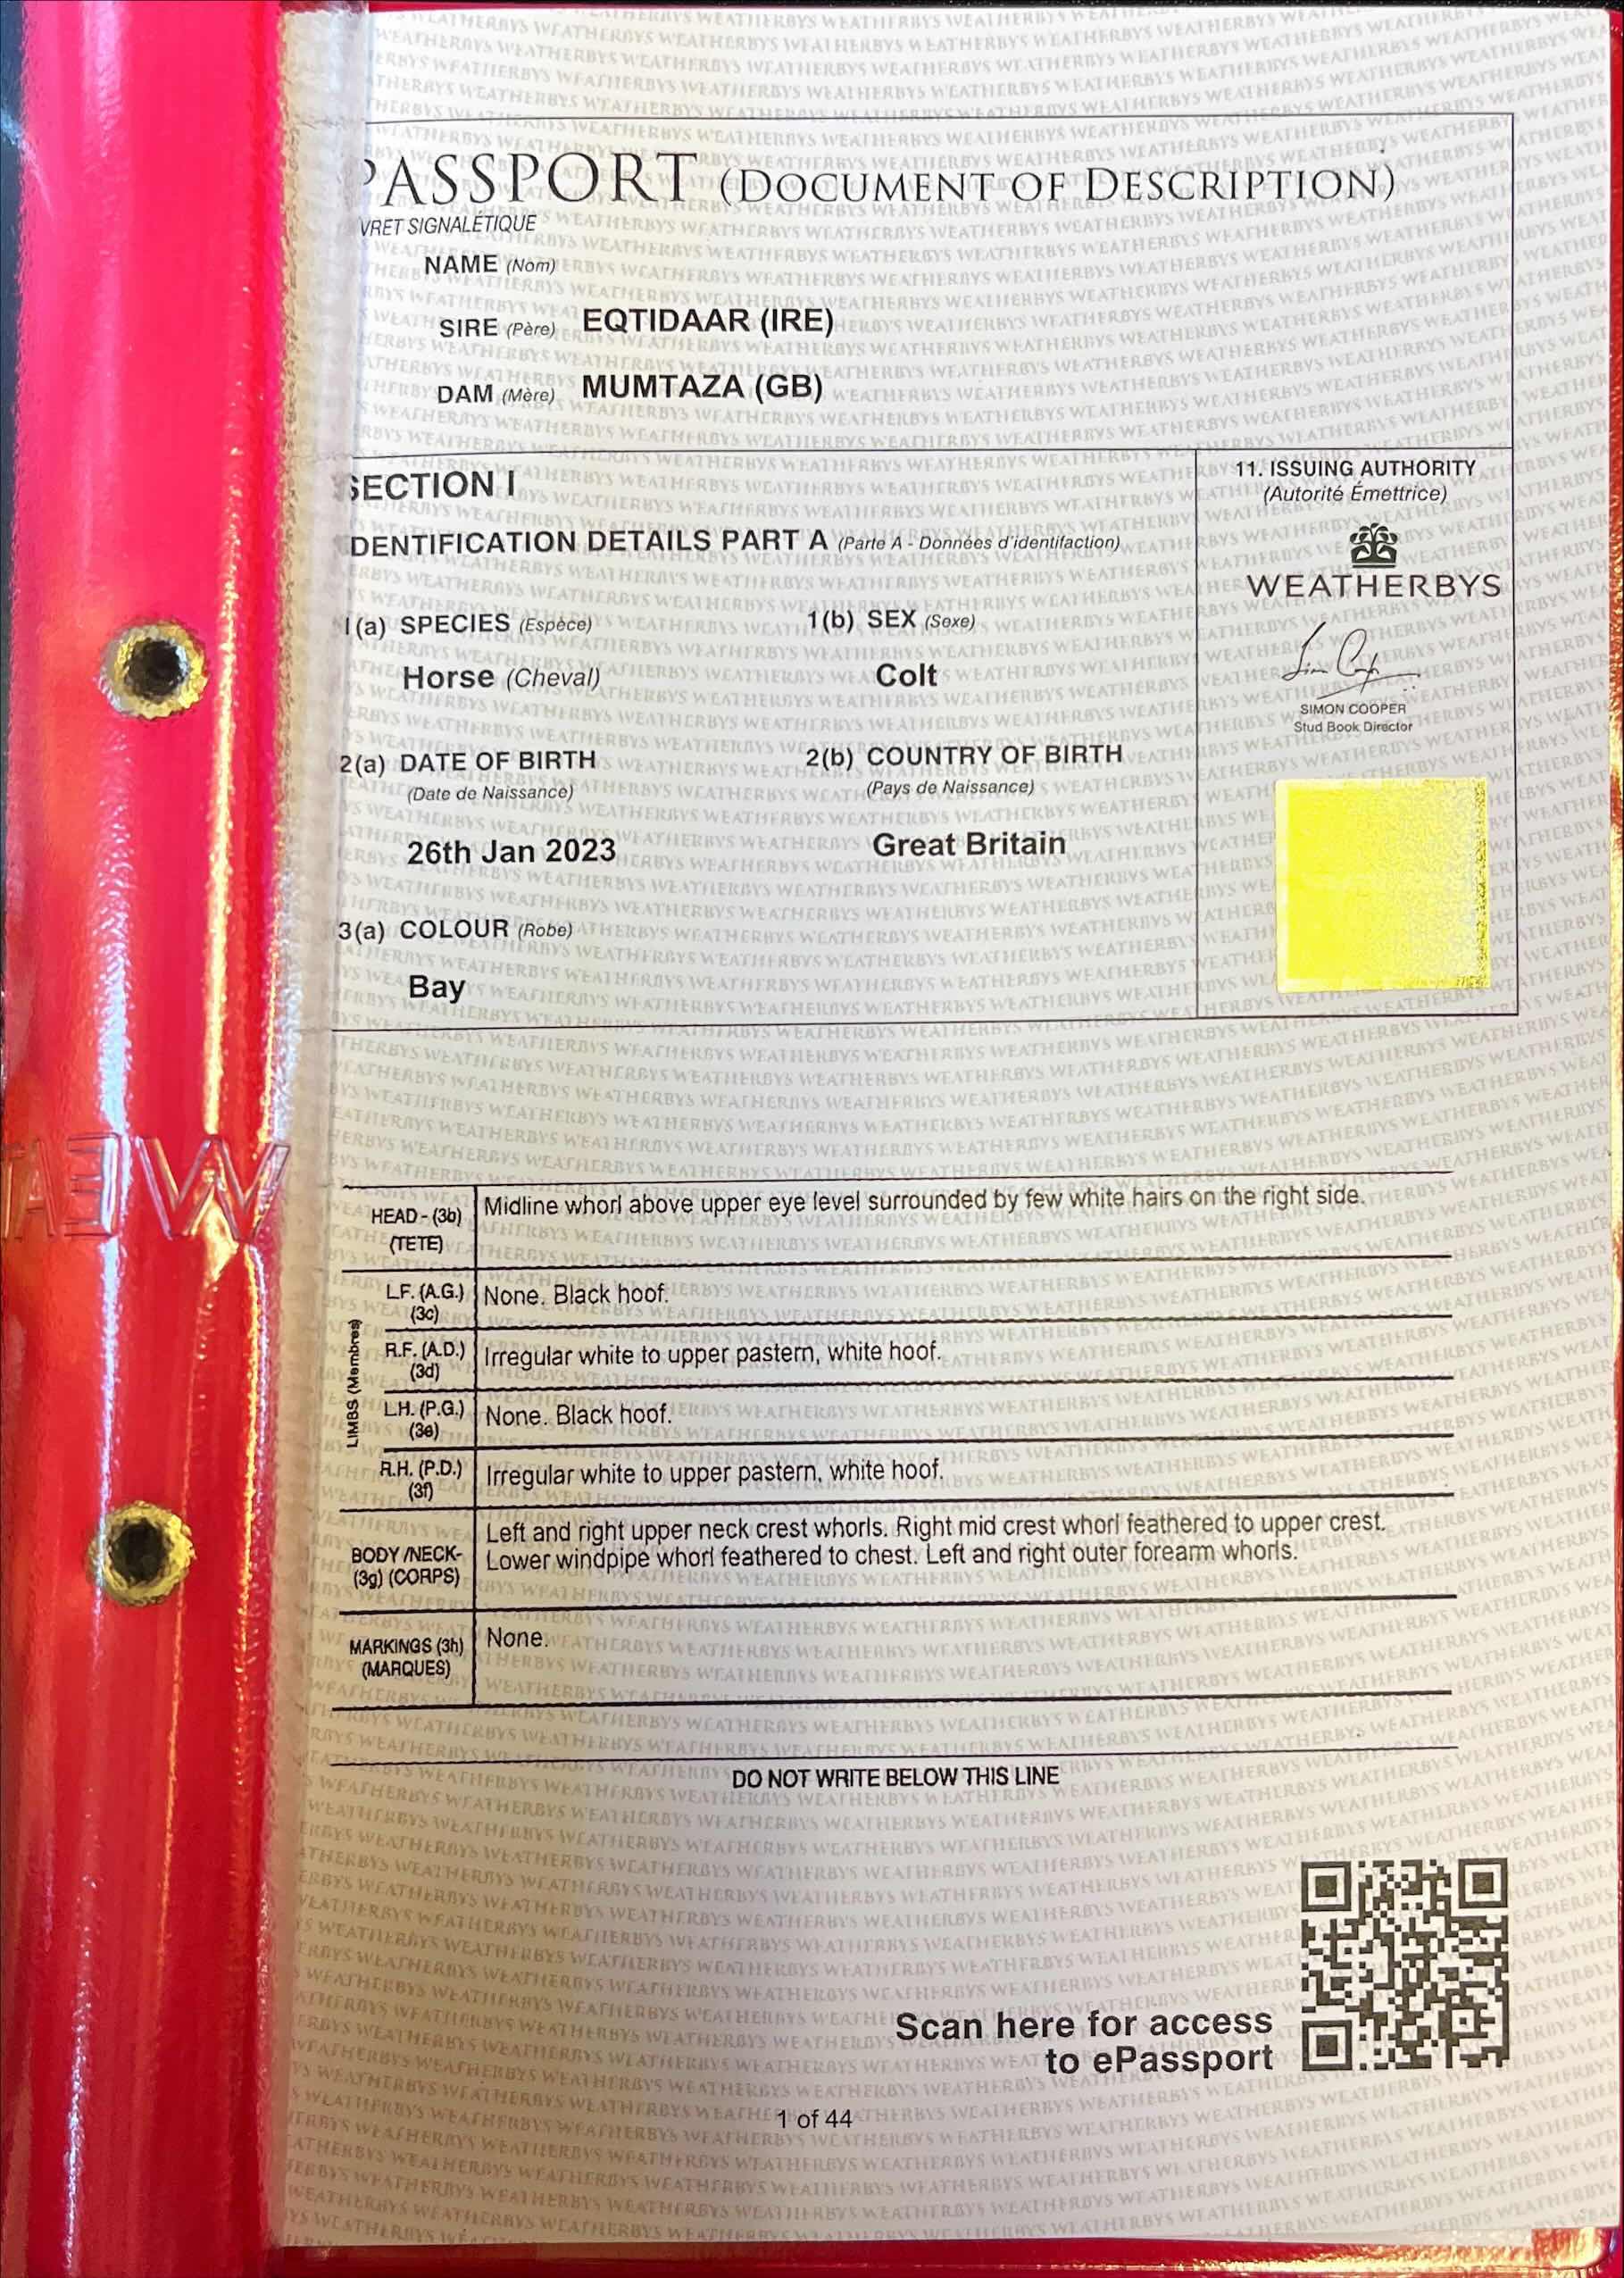 PASSPORT (DOCUMENT OF DESCRIPTION)
VRET SIGNALÉTIQUE
NAME (Nom)
SIRE (Père) EQTIDAAR (IRE)
DAM (Mère) MUMTAZA (GB)
SECTION I
DENTIFICATION DETAILS PART A (Parte A - Données d'identifaction)
1(a) SPECIES (Espèce) 1(b) SEX (Sexe)
Horse (Cheval) Colt
2(a) DATE OF BIRTH 2(b) COUNTRY OF BIRTH
(Date de Naissance) (Pays de Naissance)
26th Jan 2023 Great Britain
3(a) COLOUR (Robe)
Bay
11. ISSUING AUTHORITY
(Autorité Émettrice)
WEATHERBYS
SIMON COOPER
Stud Book Director
HEAD - (3b) Midline whorl above upper eye level surrounded by few white hairs on the right side.
(TETE)
LIMBS (Membres)
L.F. (A.G.) None. Black hoof.
(3c)
R.F. (A.D.) Irregular white to upper pastern, white hoof.
(3d)
L.H. (P.G.) None. Black hoof.
(3e)
R.H. (P.D.) Irregular white to upper pastern, white hoof.
(3f)
Left and right upper neck crest whorls. Right mid crest whorl feathered to upper crest.
BODY /NECK- Lower windpipe whorl feathered to chest. Left and right outer forearm whorls.
(3g) (CORPS)
MARKINGS (3h) None.
(MARQUES)
DO NOT WRITE BELOW THIS LINE
Scan here for access
to ePassport
1 of 44